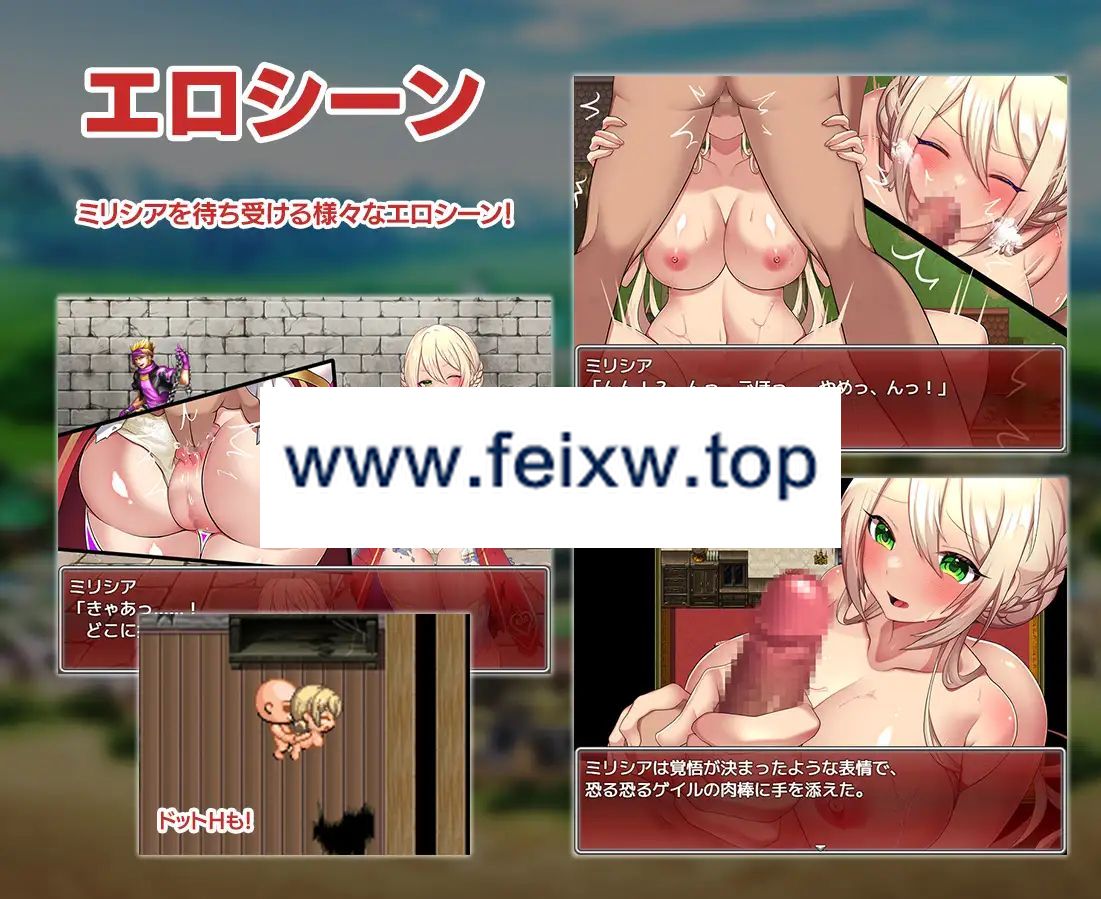 エロシーン
ミリシアを待ち受ける様々なエロシーン!
ミリシア
やめっ、んっ!」
www.feixw.top
ミリシア
「きゃあっ……!
どこに
ドットHも!
ミリシアは覚悟が決まったような表情で、
恐る恐るゲイルの肉棒に手を添えた。